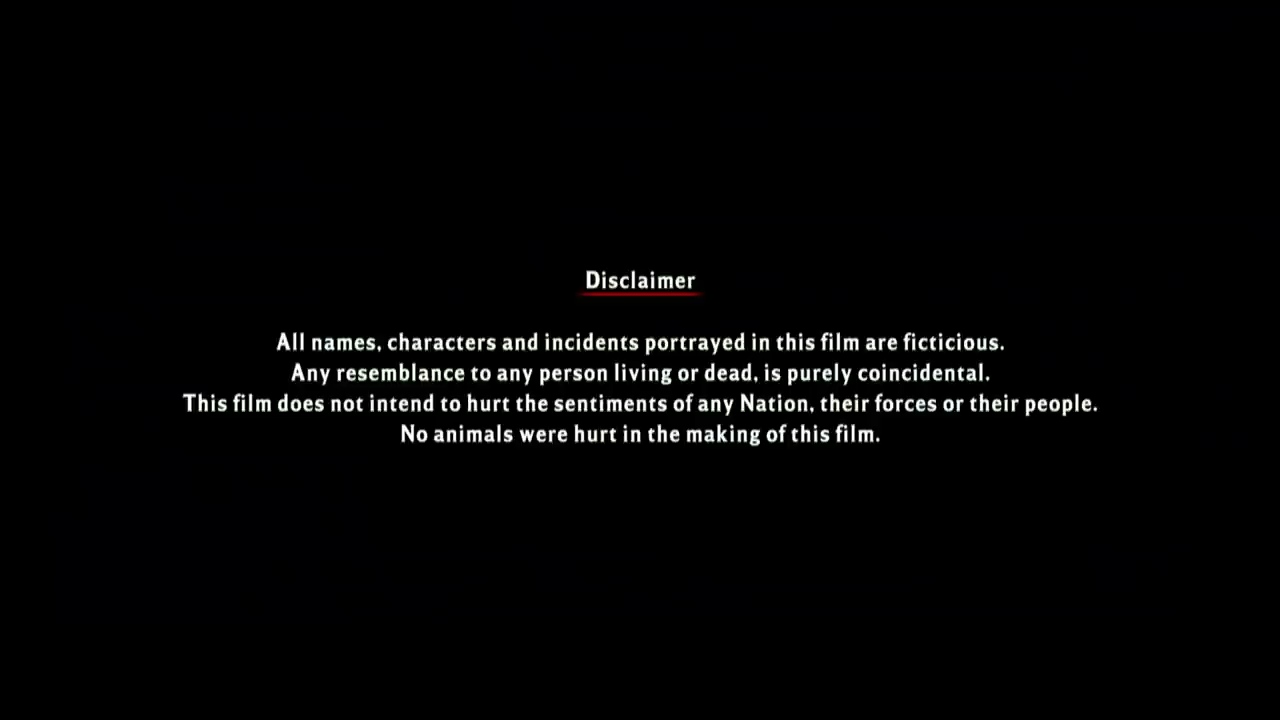 Disclaimer
All names, characters and incidents portrayed in this film are ficticious.
Any resemblance to any person living or dead, is purely coincidental.
This film does not intend to hurt the sentiments of any Nation, their forces or their people.
No animals were hurt in the making of this film.